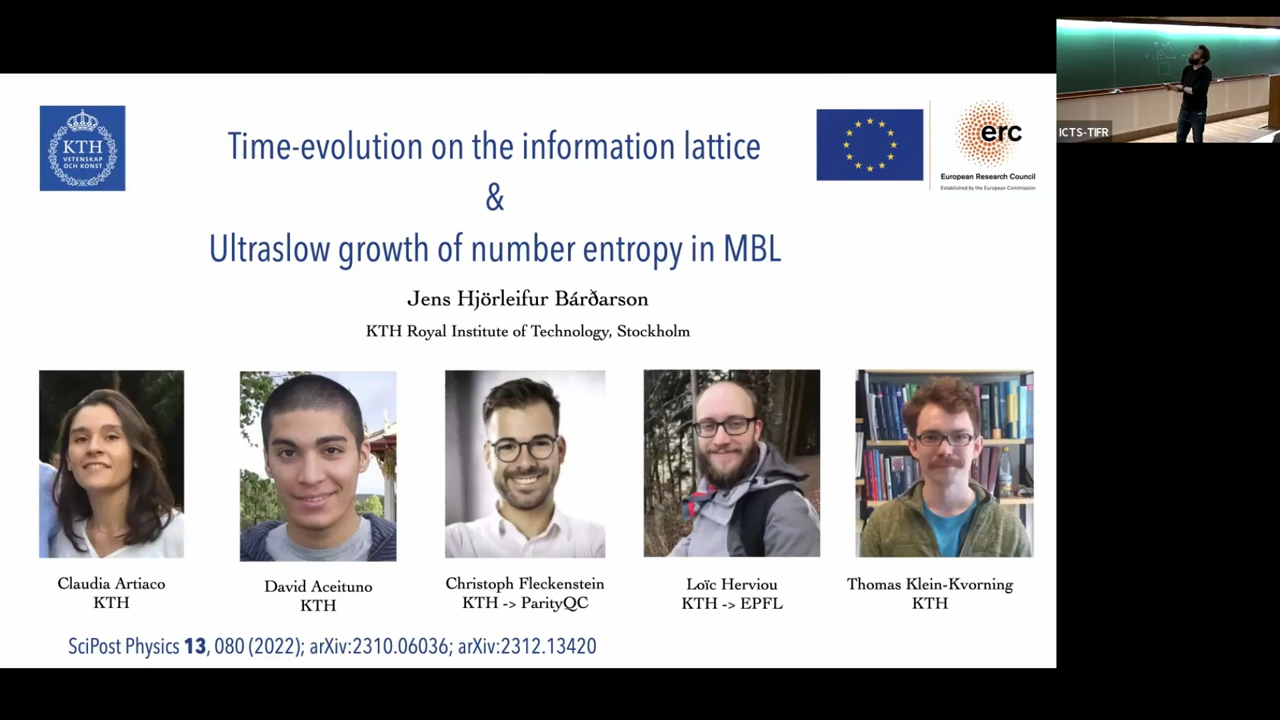 KTH
VETENSKAP
OCH KONST
Time-evolution on the information lattice
&
Ultraslow growth of number entropy in MBL
erc
European Research Council
Established by the European Commission
ICTS-TIFR
Jens Hjörleifur Bárðarson
KTH Royal Institute of Technology, Stockholm
Claudia Artiaco
KTH
David Aceituno
KTH
Christoph Fleckenstein
KTH -> ParityQC
Loïc Herviou
KTH -> EPFL
Thomas Klein-Kvorning
KTH
SciPost Physics 13, 080 (2022); arXiv:2310.06036; arXiv:2312.13420